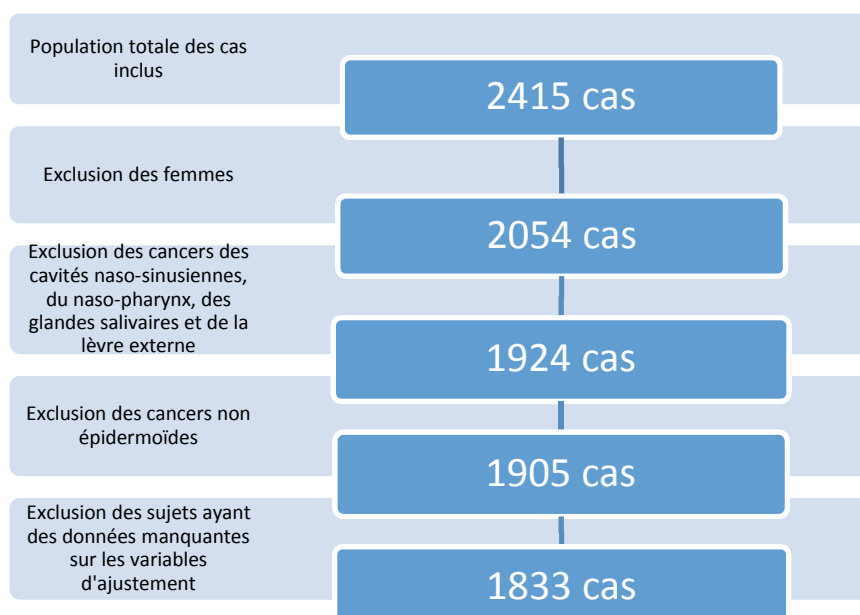 Population totale des cas
inclus
2415 cas
Exclusion des femmes
2054 cas
Exclusion des cancers des
cavités naso-sinusiennes,
du naso-pharynx, des
glandes salivaires et de la
lèvre externe
1924 cas
Exclusion des cancers non
épidermoïdes
1905 cas
Exclusion des sujets ayant
des données manquantes
sur les variables
d'ajustement
1833 cas